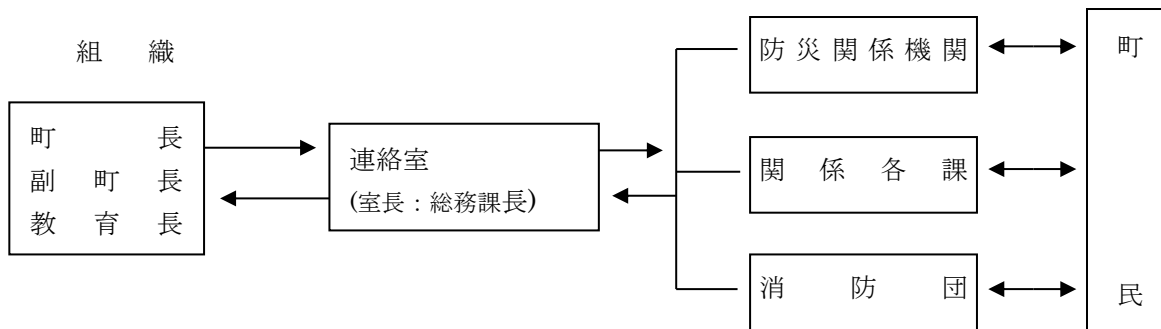 組織
町長
副町長
教育長
連絡室
(室長：総務課長)
防災関係機関
関係各課
消防団
町民